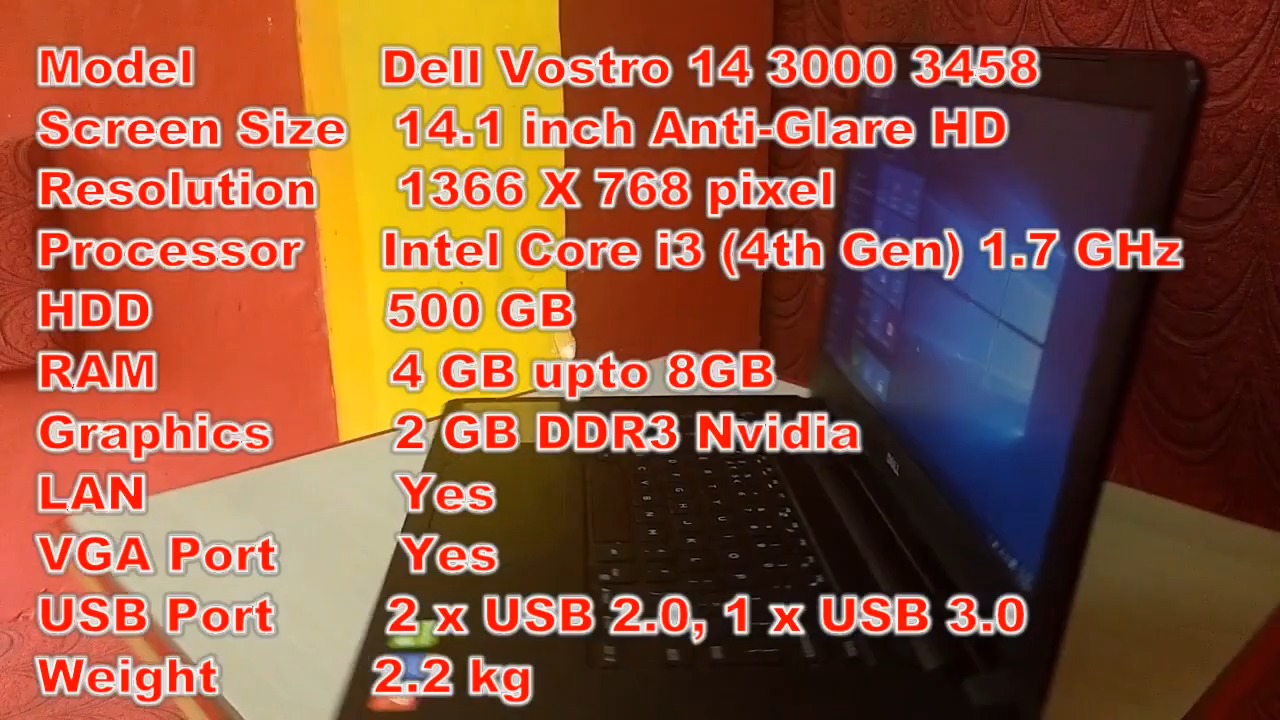 Model Dell Vostro 14 3000 3458
Screen Size 14.1 inch Anti-Glare HD
Resolution 1366 X 768 pixel
Processor Intel Core i3 (4th Gen) 1.7 GHz
HDD 500 GB
RAM 4 GB upto 8GB
Graphics 2 GB DDR3 Nvidia
LAN Yes
VGA Port Yes
USB Port 2 x USB 2.0, 1 x USB 3.0
Weight 2.2 kg
DELL